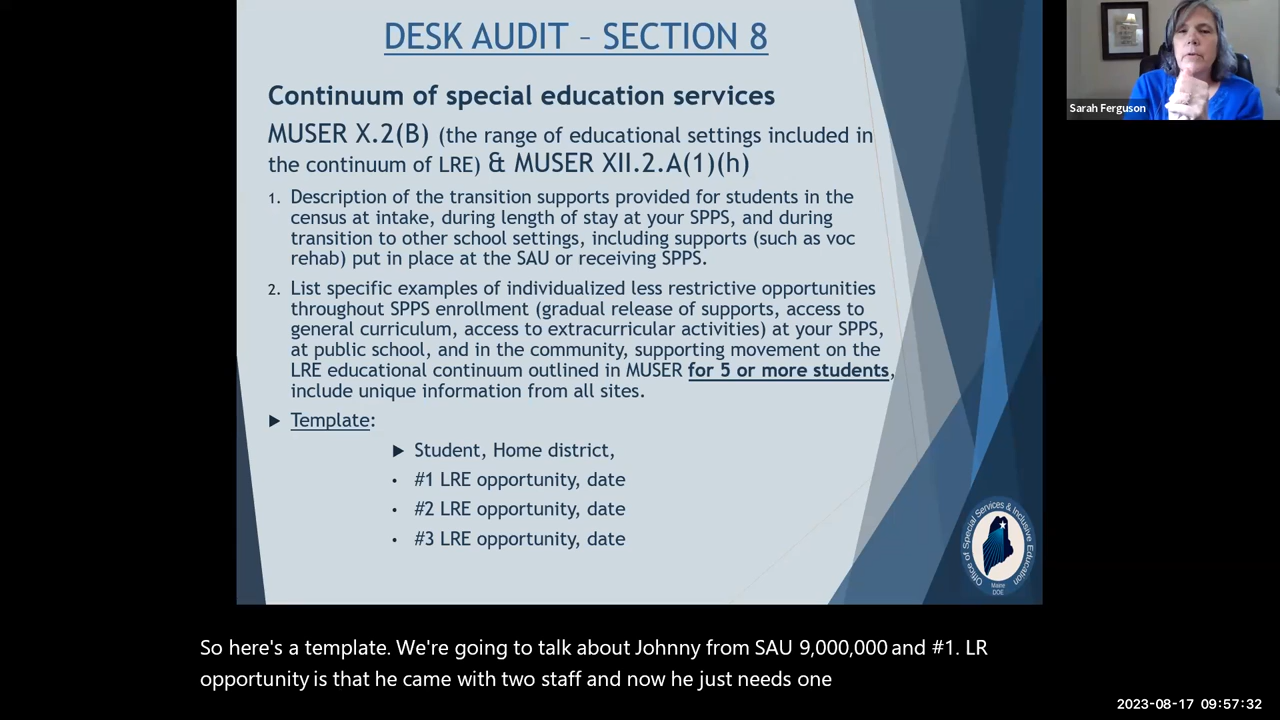 DESK AUDIT – SECTION 8
Sarah Ferguson
Continuum of special education services
MUSER X.2(B) (the range of educational settings included in
the continuum of LRE) & MUSER XII.2.A(1)(h)
1. Description of the transition supports provided for students in the
census at intake, during length of stay at your SPPS, and during
transition to other school settings, including supports (such as voc
rehab) put in place at the SAU or receiving SPPS.
2. List specific examples of individualized less restrictive opportunities
throughout SPPS enrollment (gradual release of supports, access to
general curriculum, access to extracurricular activities) at your SPPS,
at public school, and in the community, supporting movement on the
LRE educational continuum outlined in MUSER for 5 or more students,
include unique information from all sites.
Template:
Student, Home district,
#1 LRE opportunity, date
#2 LRE opportunity, date
#3 LRE opportunity, date
Office of Special Services & Inclusive Education
Maine
DOE
So here's a template. We're going to talk about Johnny from SAU 9,000,000 and #1. LR
opportunity is that he came with two staff and now he just needs one
2023-08-17 09:57:32